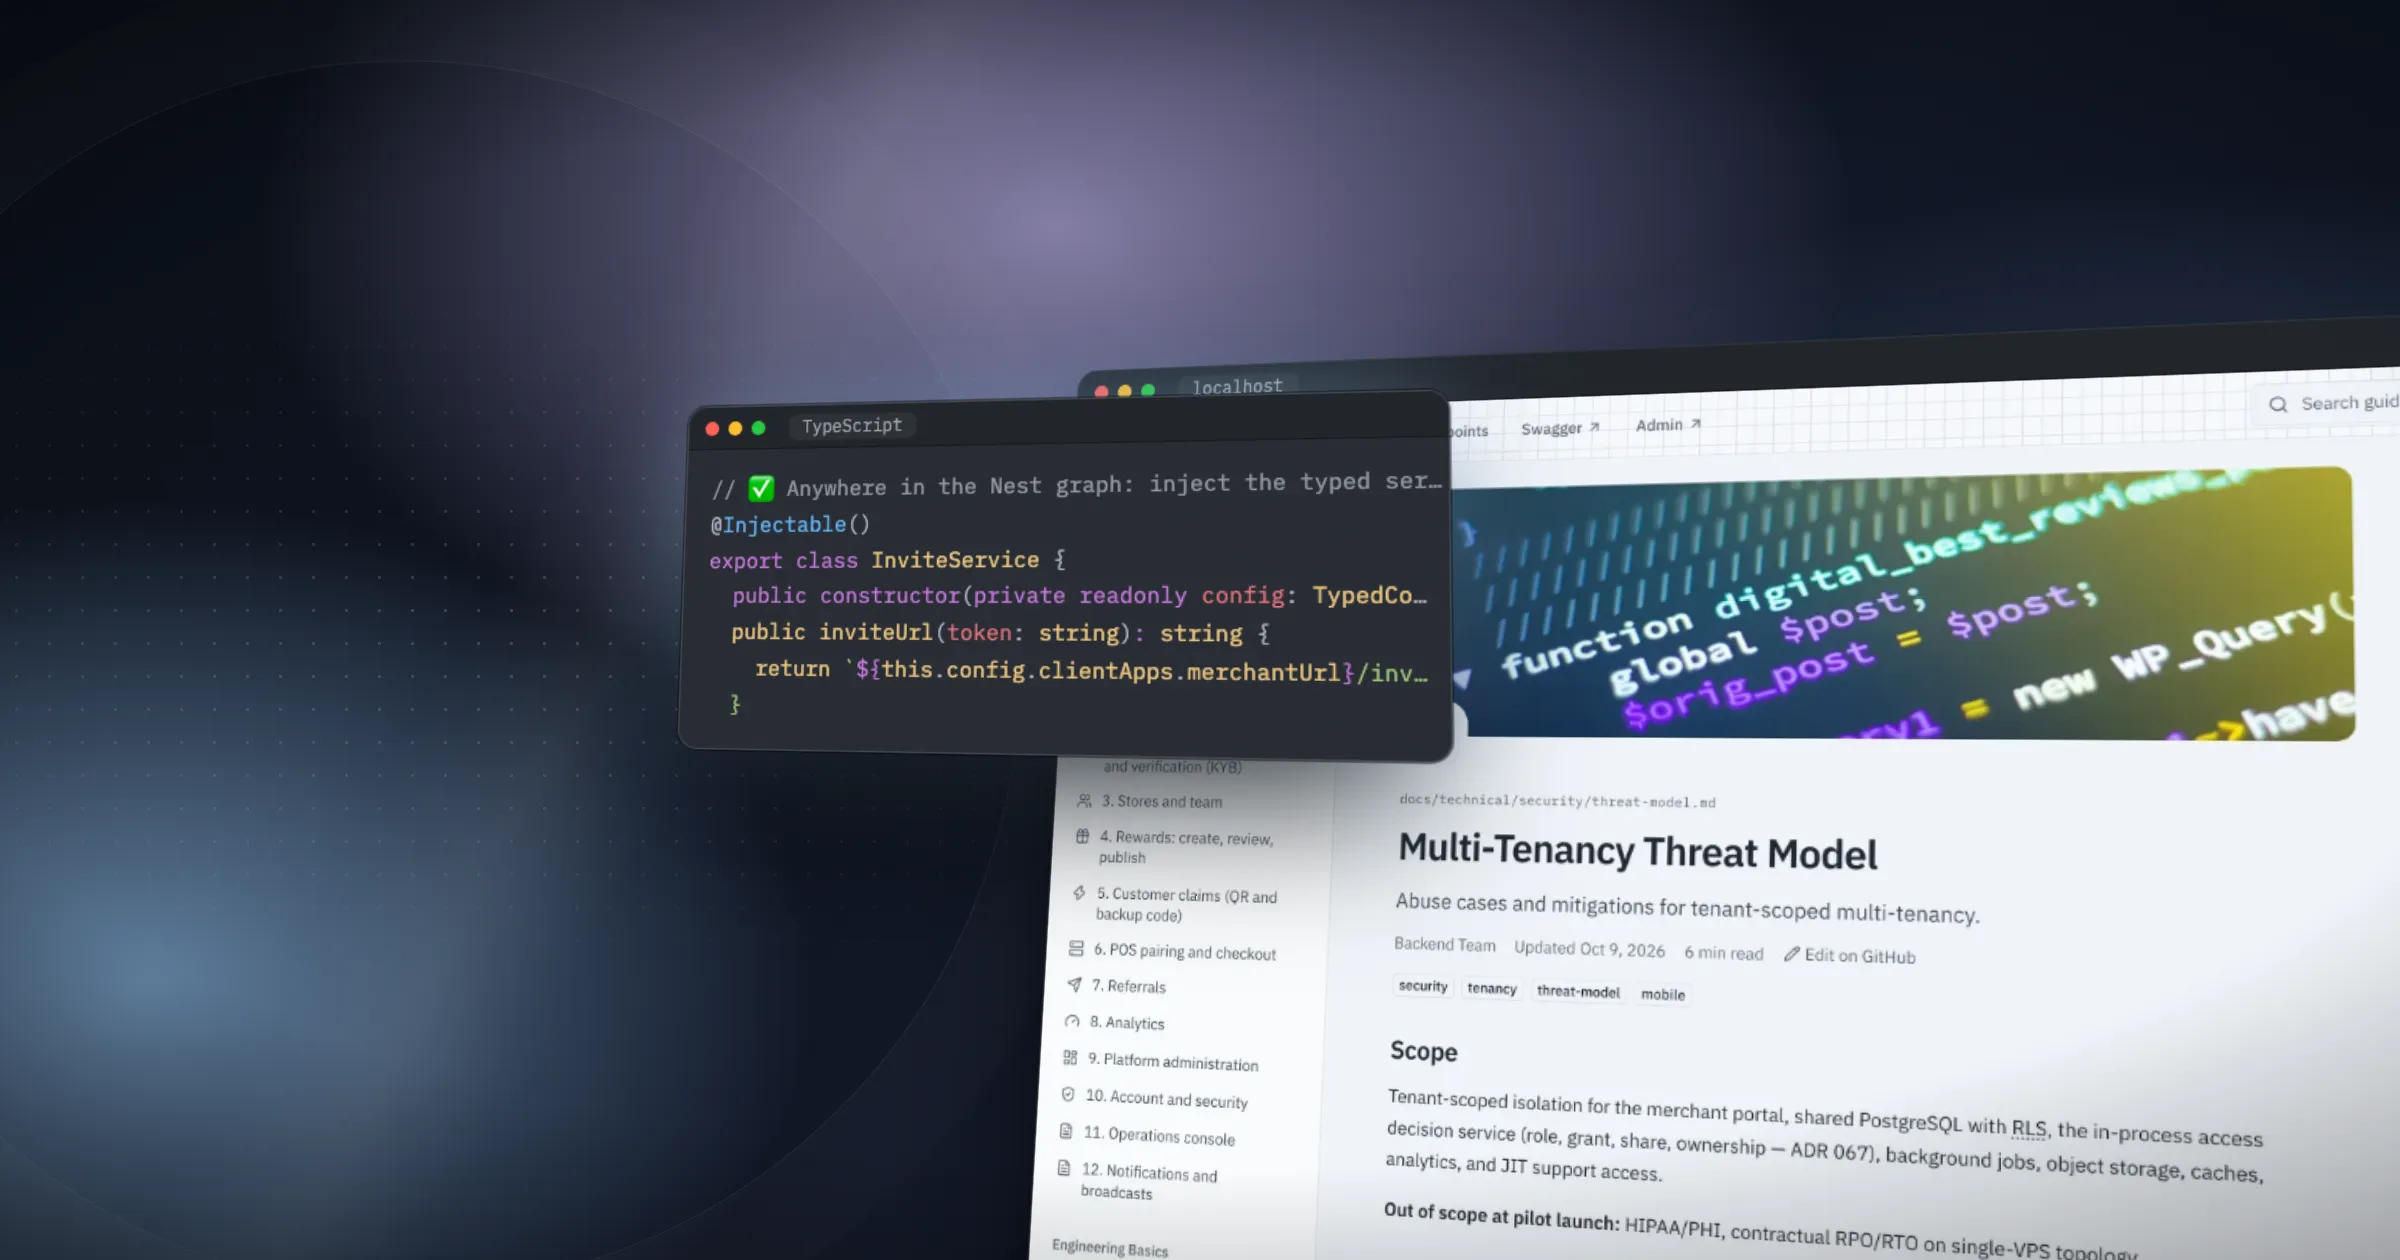 localhost
TypeScript
// ✅ Anywhere in the Nest graph: inject the typed ser…
@Injectable()
export class InviteService {
public constructor(private readonly config: TypedCo…
public inviteUrl(token: string): string {
return `${this.config.clientApps.merchantUrl}/inv…
}
Swagger ↗
Admin ↗
Search guid
}
function digital_best_reviews_p
global $post;
$orig_post = $post;
= new WP_Query(
->have
and verification (KYB)
3. Stores and team
4. Rewards: create, review,
publish
5. Customer claims (QR and
backup code)
6. POS pairing and checkout
7. Referrals
8. Analytics
9. Platform administration
10. Account and security
11. Operations console
12. Notifications and
broadcasts
Engineering Basics
docs/technical/security/threat-model.md
Multi-Tenancy Threat Model
Abuse cases and mitigations for tenant-scoped multi-tenancy.
Backend Team Updated Oct 9, 2026 6 min read Edit on GitHub
security tenancy threat-model mobile
Scope
Tenant-scoped isolation for the merchant portal, shared PostgreSQL with RLS, the in-process access
decision service (role, grant, share, ownership — ADR 067), background jobs, object storage, caches,
analytics, and JIT support access.
Out of scope at pilot launch: HIPAA/PHI, contractual RPO/RTO on single-VPS topology